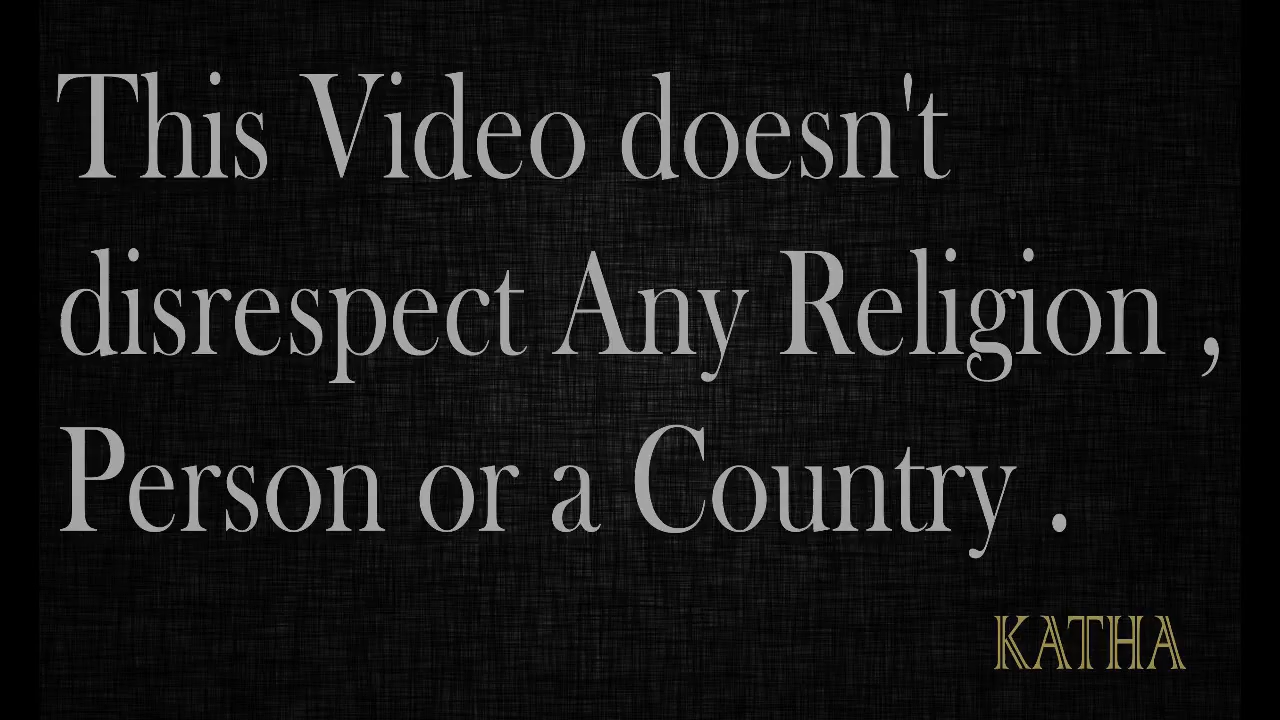 This Video doesn't
disrespect Any Religion ,
Person or a Country .
KATHA